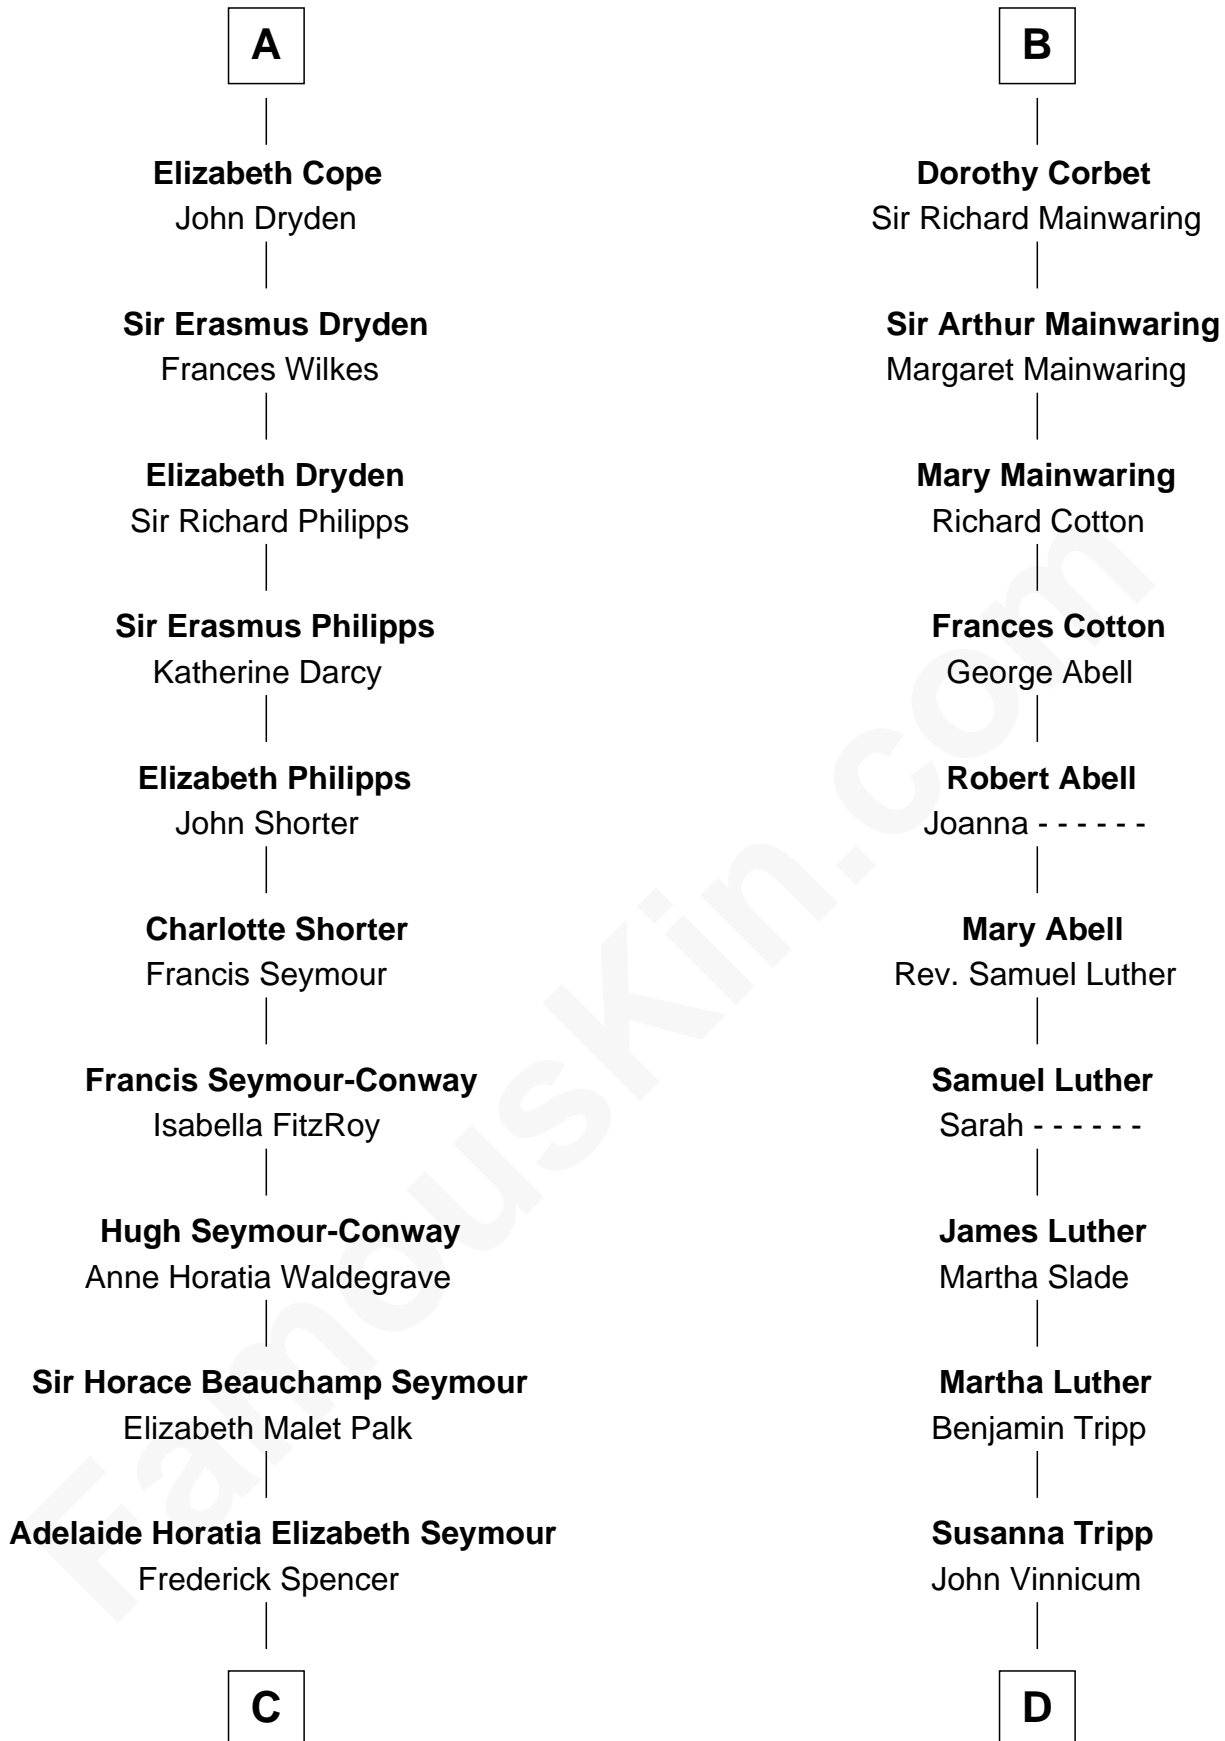 A
Elizabeth Cope
John Dryden
Sir Erasmus Dryden
Frances Wilkes
Elizabeth Dryden
Sir Richard Philipps
Sir Erasmus Philipps
Katherine Darcy
Elizabeth Philipps
John Shorter
Charlotte Shorter
Francis Seymour
Francis Seymour-Conway
Isabella FitzRoy
Hugh Seymour-Conway
Anne Horatia Waldegrave
Sir Horace Beauchamp Seymour
Elizabeth Malet Palk
Adelaide Horatia Elizabeth Seymour
Frederick Spencer
C
B
Dorothy Corbet
Sir Richard Mainwaring
Sir Arthur Mainwaring
Margaret Mainwaring
Mary Mainwaring
Richard Cotton
Frances Cotton
George Abell
Robert Abell
Joanna - - - - - -
Mary Abell
Rev. Samuel Luther
Samuel Luther
Sarah - - - - - -
James Luther
Martha Slade
Martha Luther
Benjamin Tripp
Susanna Tripp
John Vinnicum
D
FamousKin.com